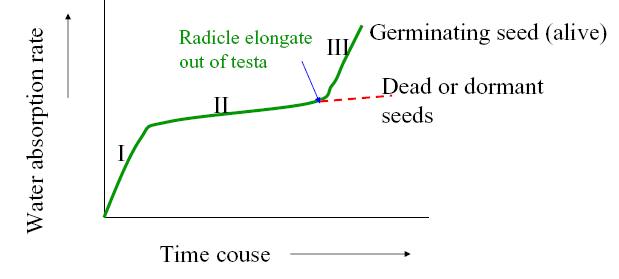 Water absorption rate
Radicle elongate
out of testa
III
Germinating seed (alive)
II
Dead or dormant
seeds
I
Time couse